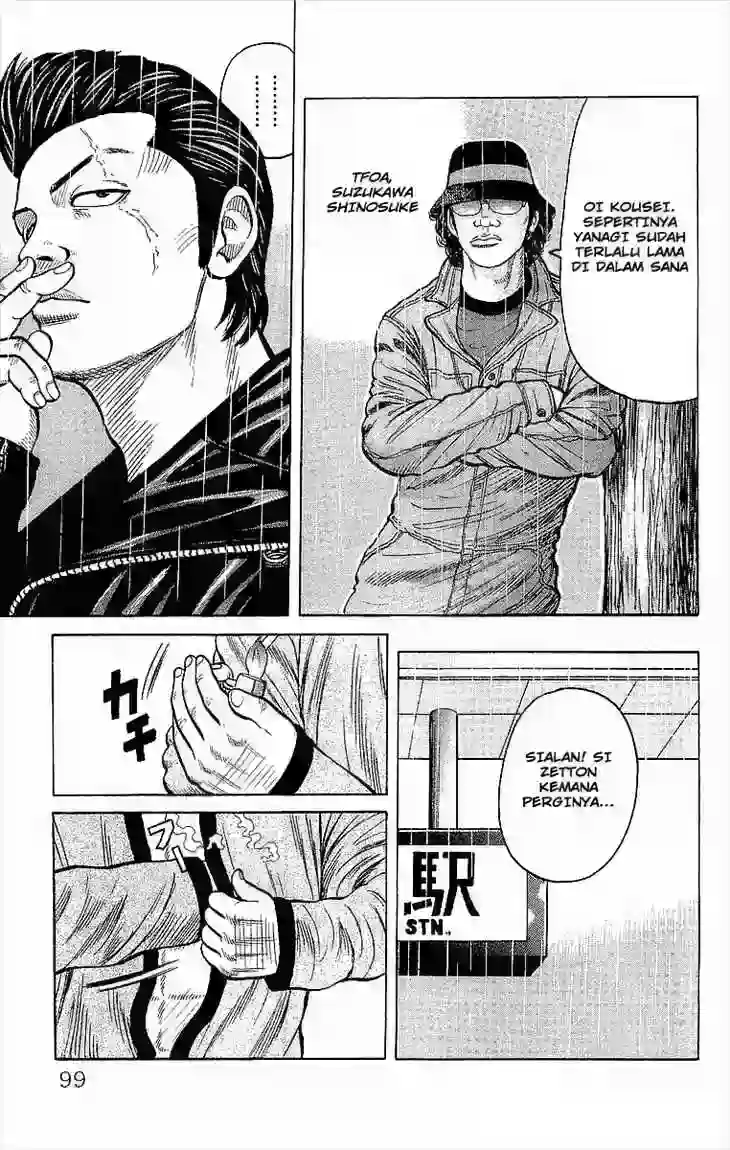 OI KOUSEI.
SEPERTINYA
YANAGI SUDAH
TERLALU LAMA
DI DALAM SANA
TFOA,
SUZUKAWA
SHINOSUKE
............
SIALAN! SI
ZETTON
KEMANA
PERGINYA...
駅
STN.,
カチ
フー
99